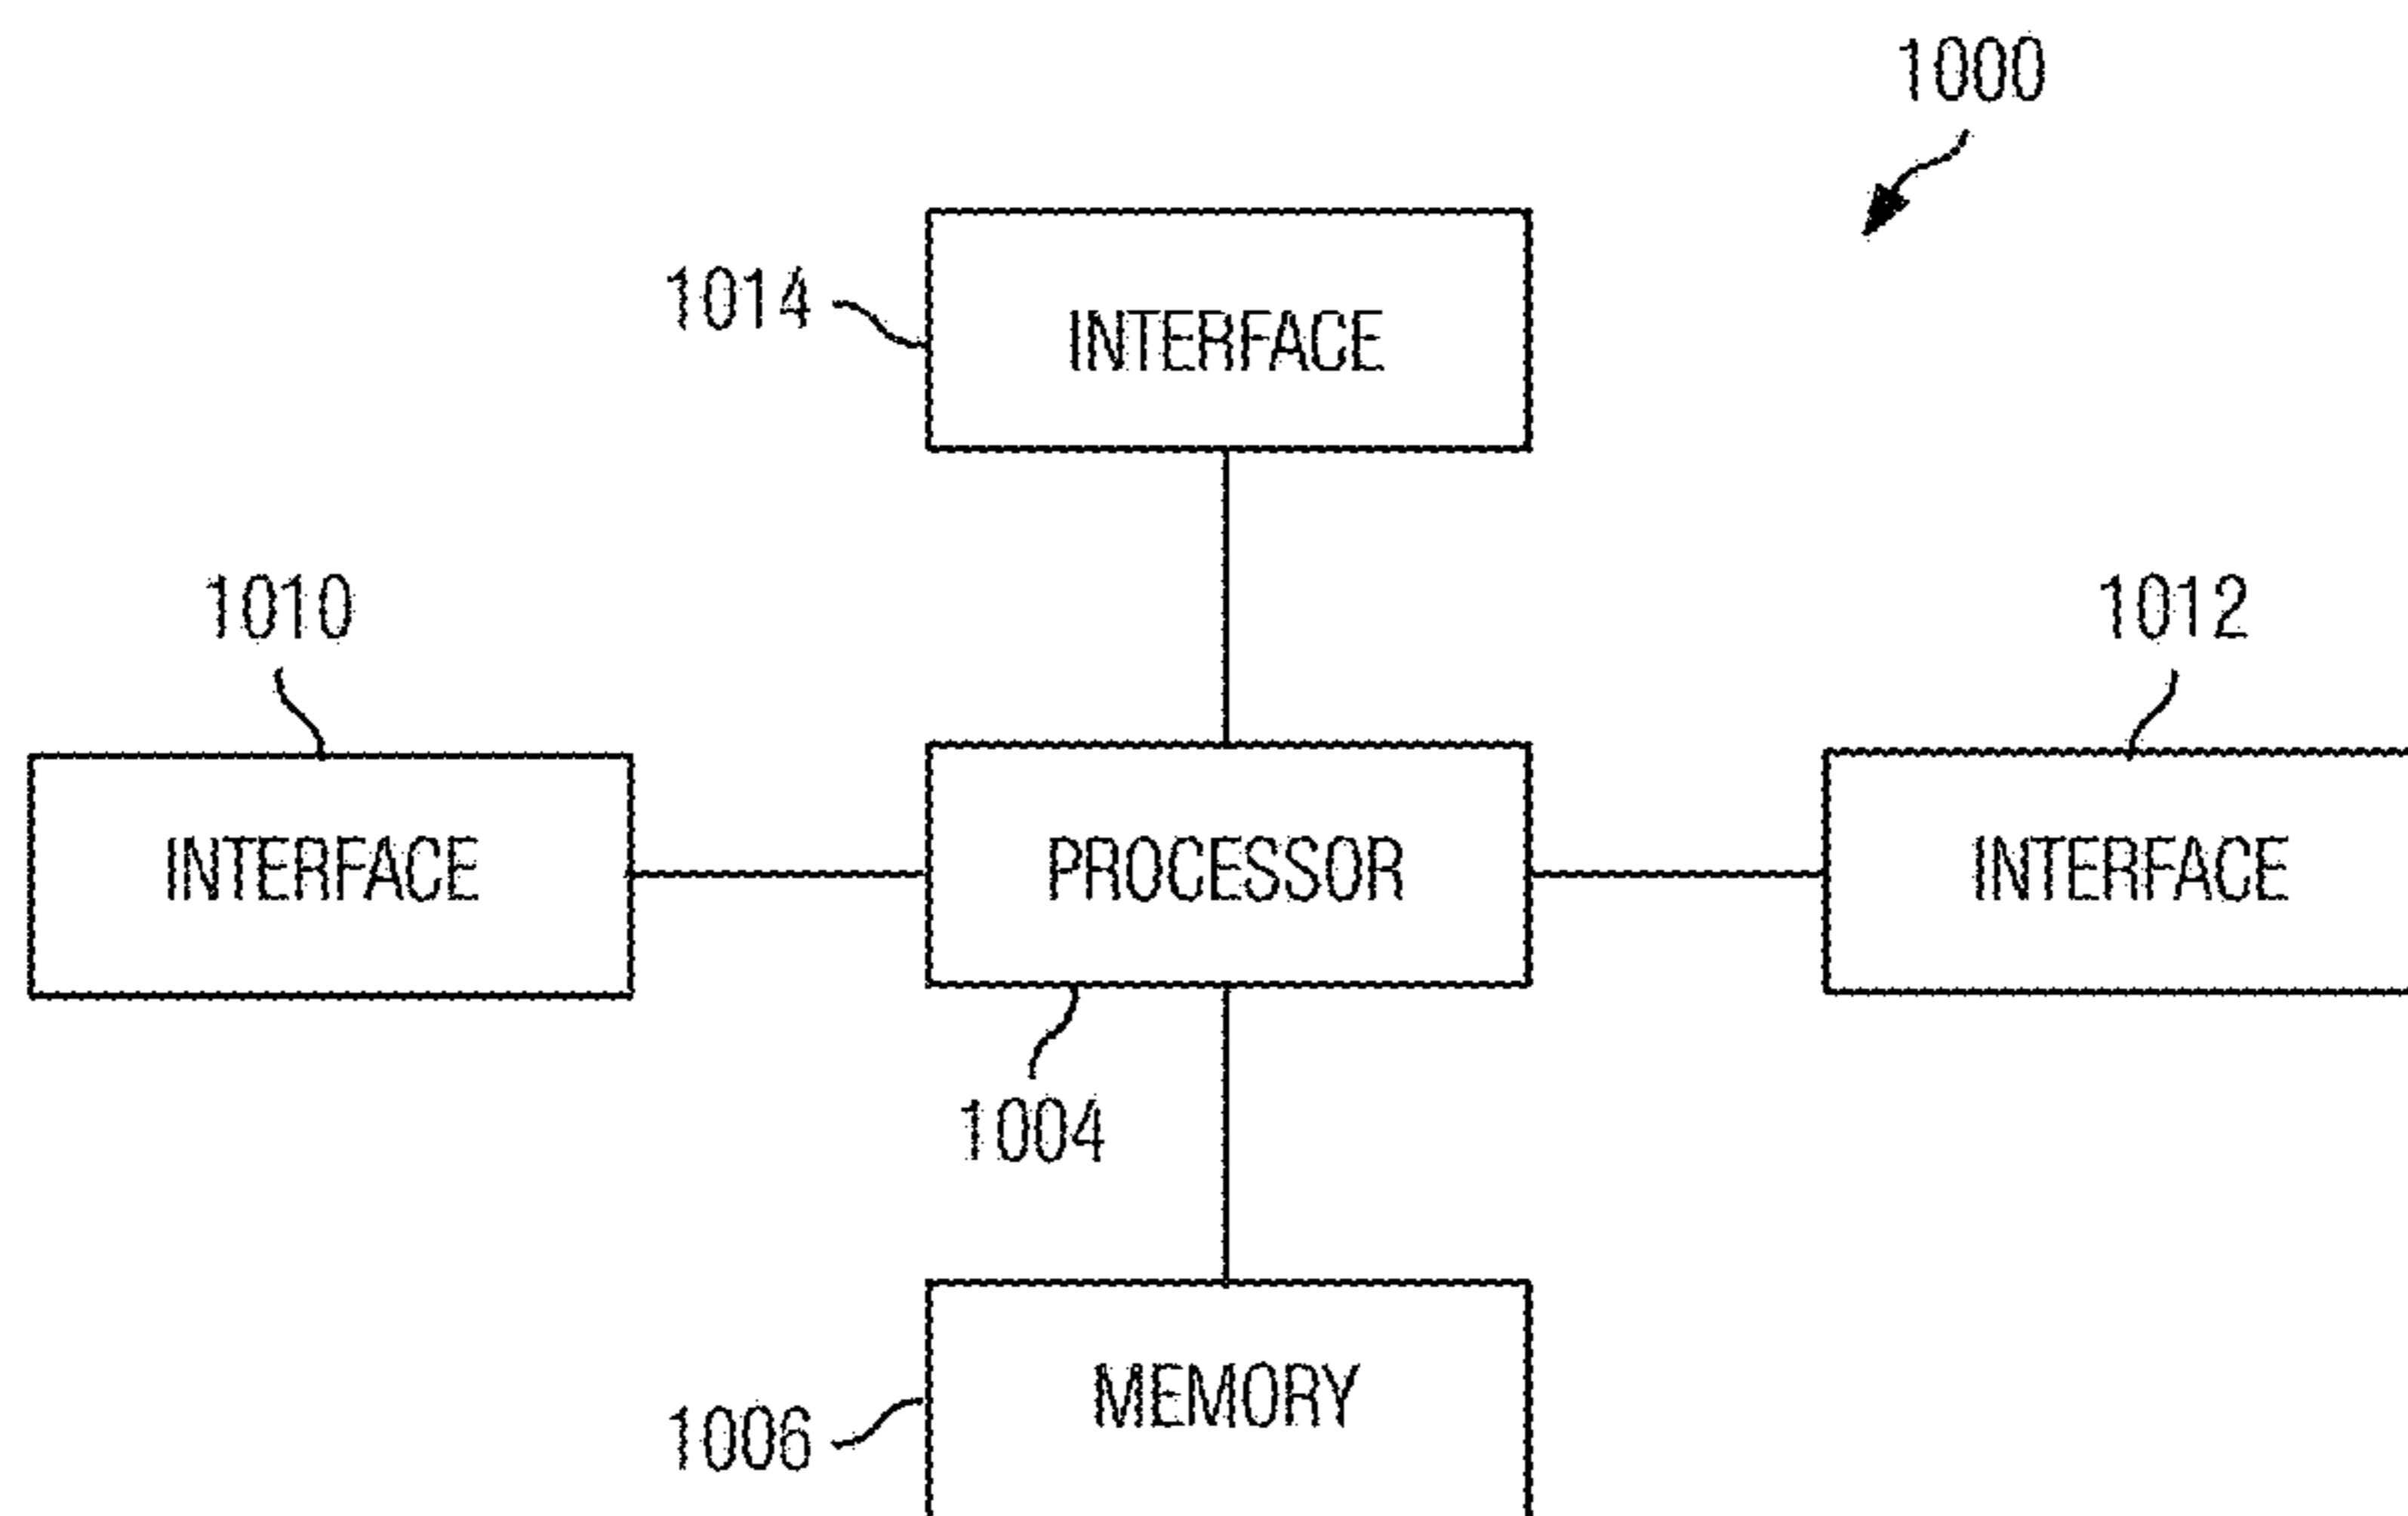 1000
1014
INTERFACE
1010
1012
INTERFACE
PROCESSOR
INTERFACE
1004
MEMORY
1006